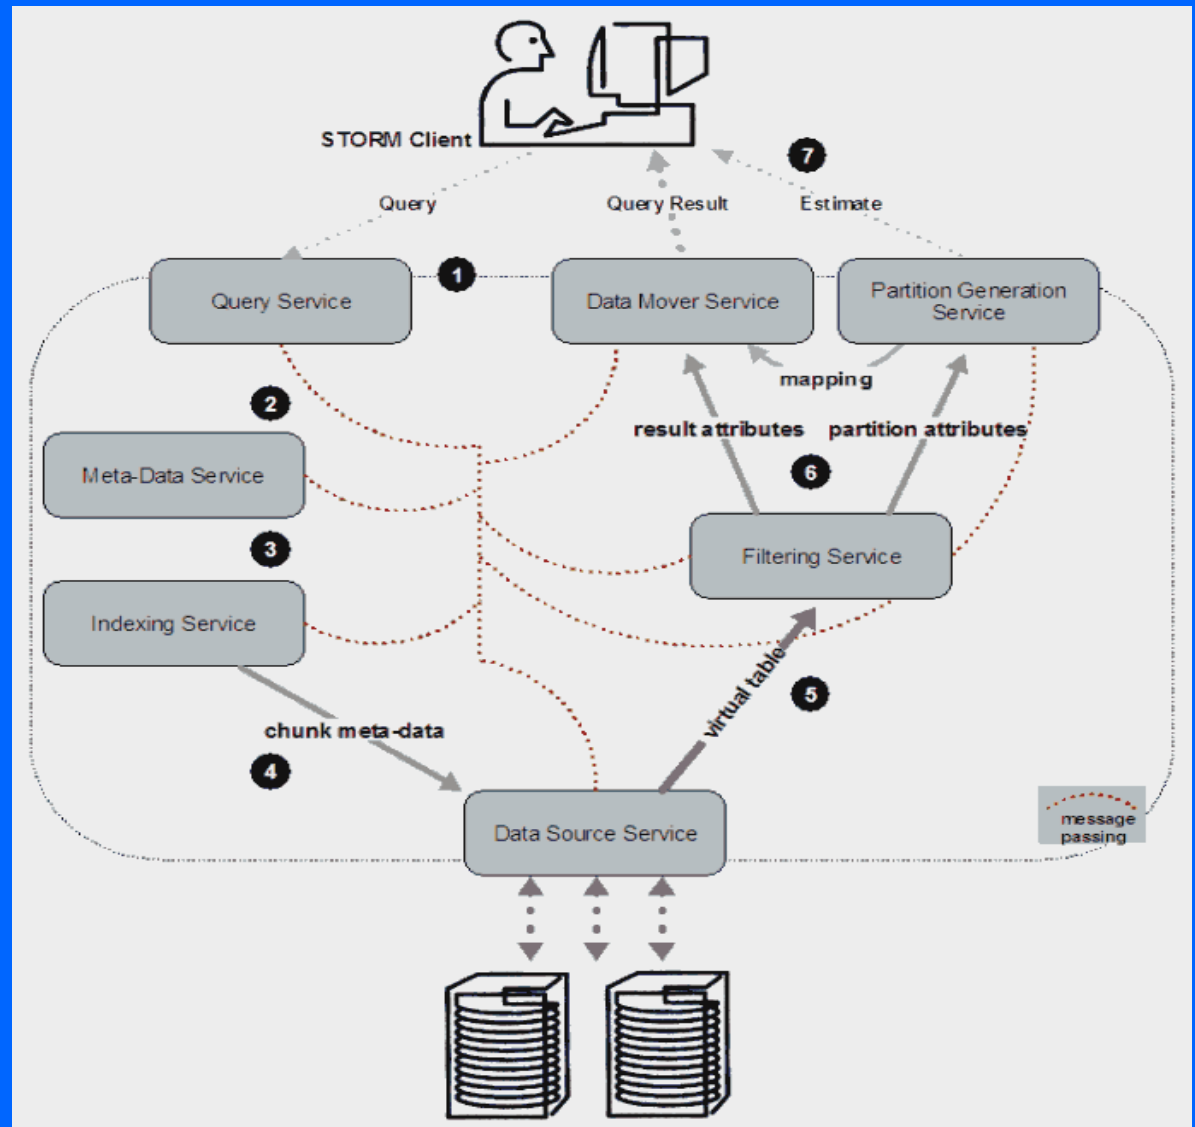 STORM Client
7
Query
Query Result
Estimate
1
Query Service
Data Mover Service
Partition Generation
Service
mapping
2
result attributes
partition attributes
Meta-Data Service
6
3
Filtering Service
Indexing Service
virtual table
5
chunk meta-data
4
Data Source Service
message
passing